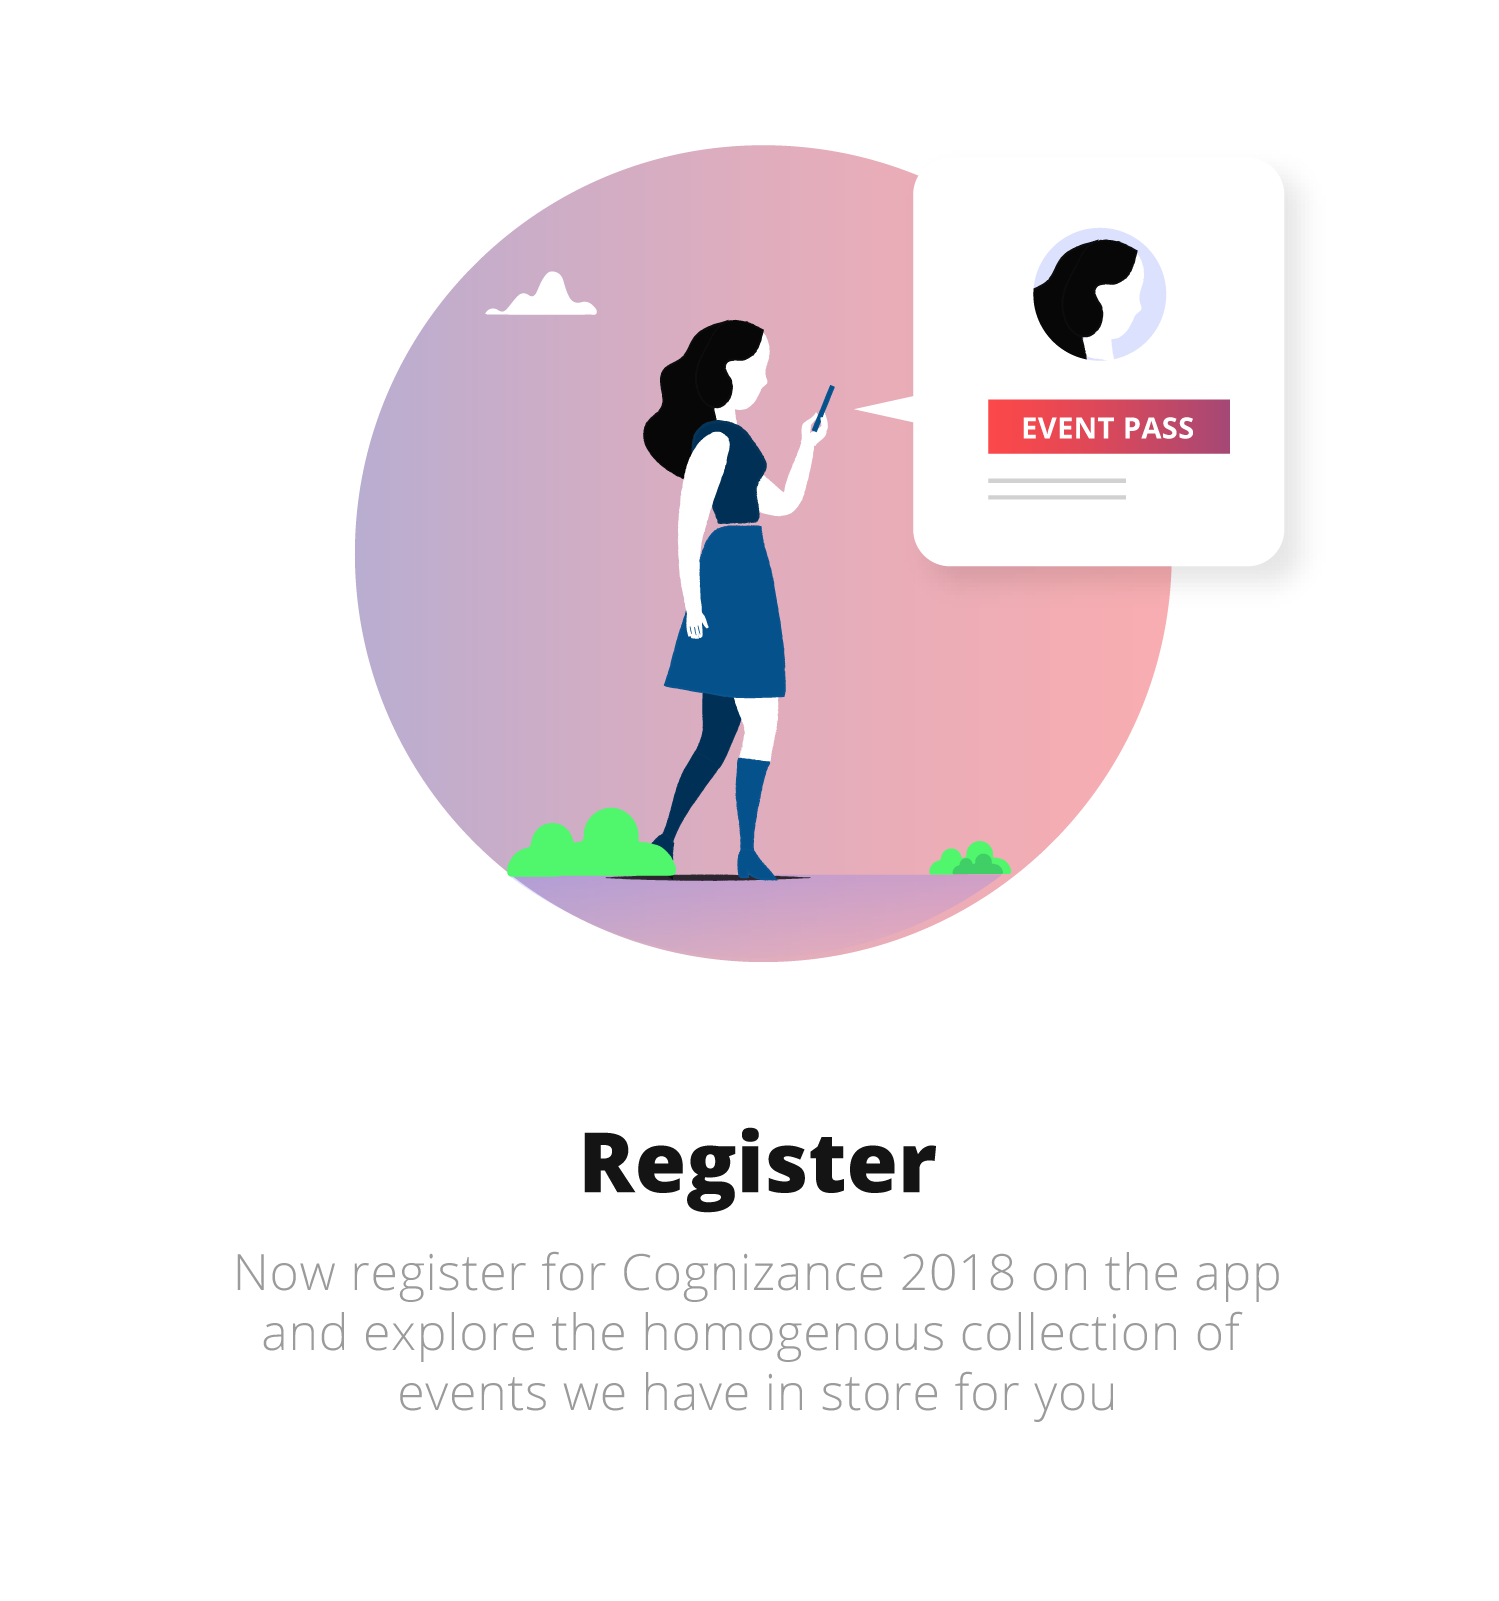 EVENT PASS
Register
Now register for Cognizance 2018 on the app
and explore the homogenous collection of
events we have in store for you